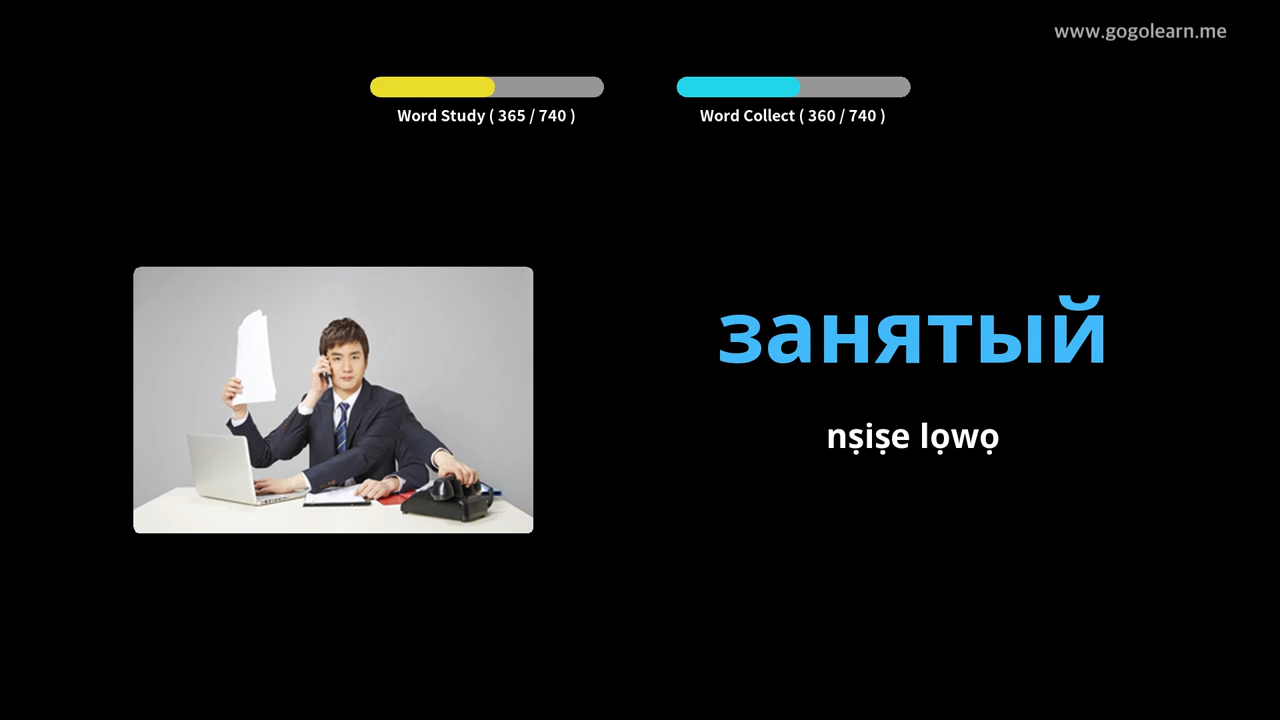 www.gogolearn.me
Word Study ( 365 / 740 )
Word Collect ( 360 / 740 )
занятый
nṣiṣe lọwọ